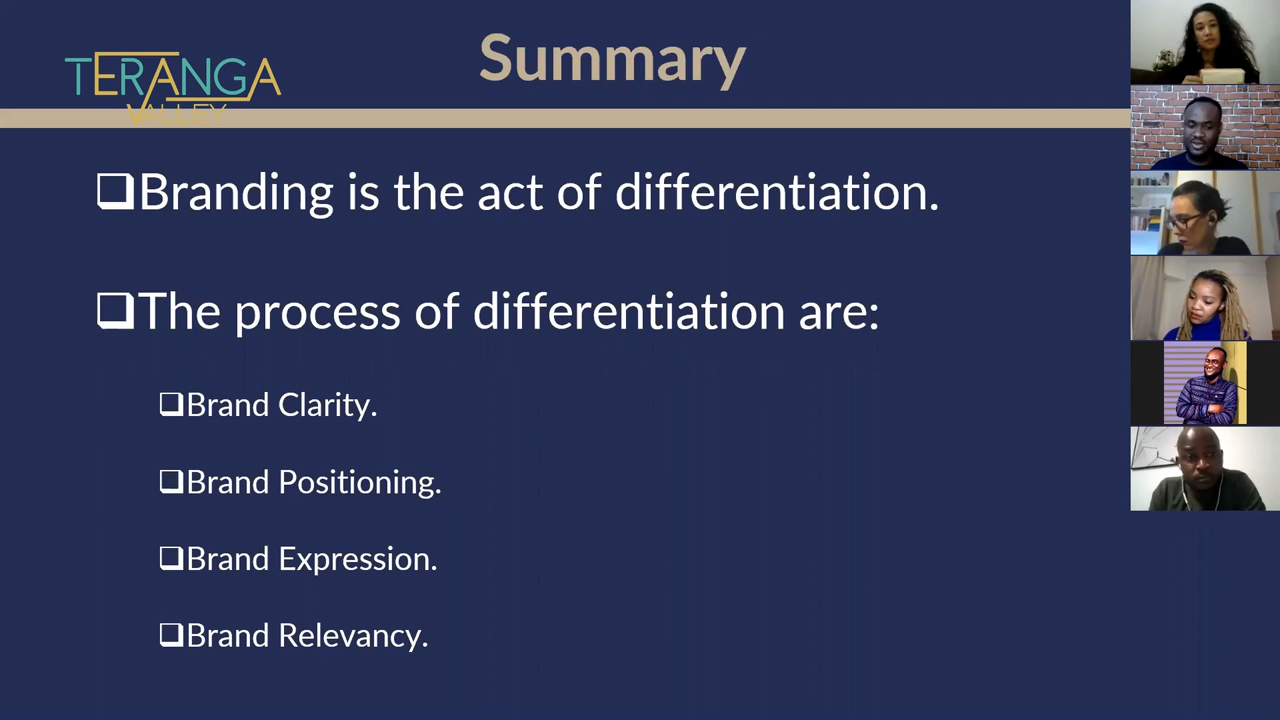 Summary
TERANGA
VALLEY
❑Branding is the act of differentiation.
❑The process of differentiation are:
❑Brand Clarity.
❑Brand Positioning.
❑Brand Expression.
❑Brand Relevancy.